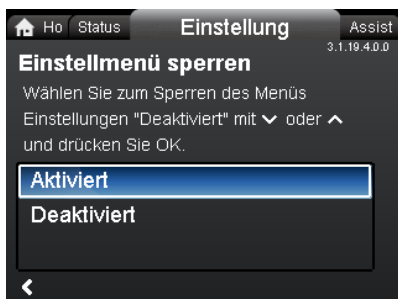 Ho Status Einstellung Assist
3.1.19.4.0.0
Einstellmenü sperren
Wählen Sie zum Sperren des Menüs
Einstellungen "Deaktiviert" mit ⌄ oder ⌃
und drücken Sie OK.
Aktiviert
Deaktiviert